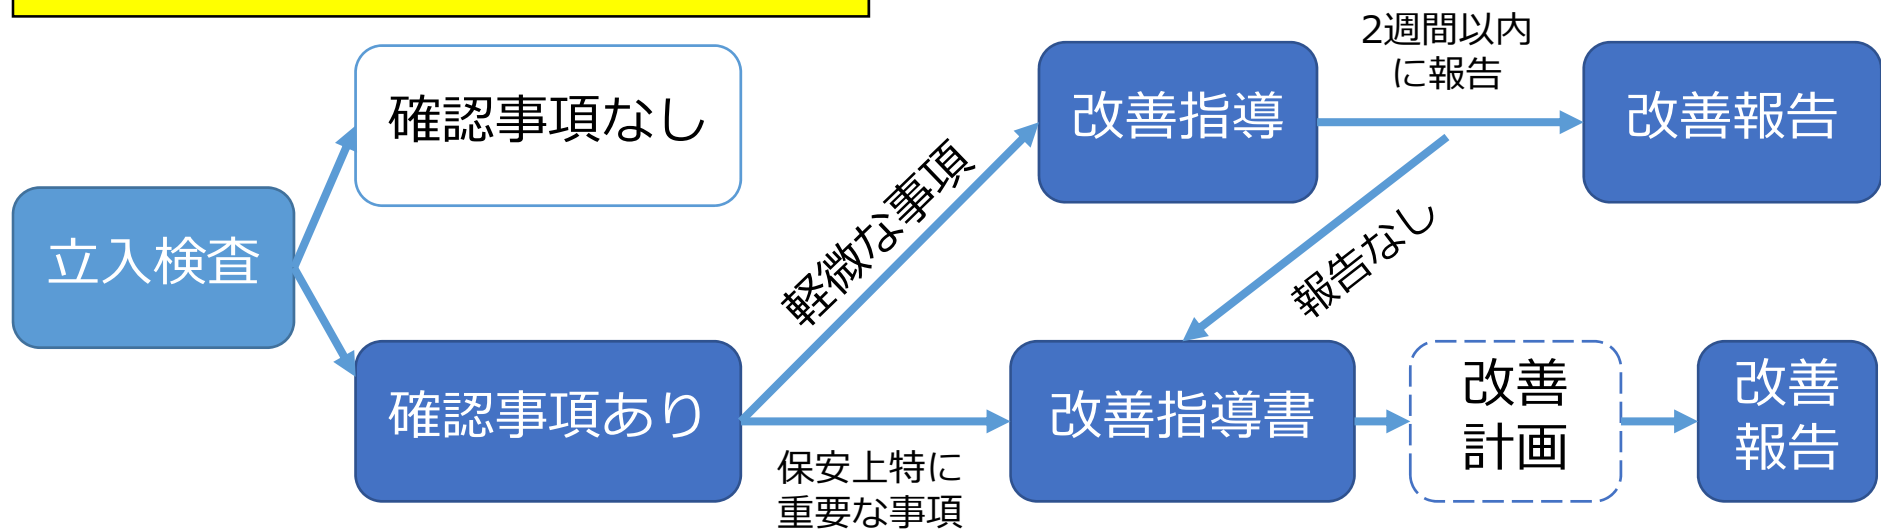 立入検査
確認事項なし
確認事項あり
軽微な事項
保安上特に
重要な事項
改善指導
2週間以内
に報告
改善報告
報告なし
改善指導書
改善
計画
改善
報告